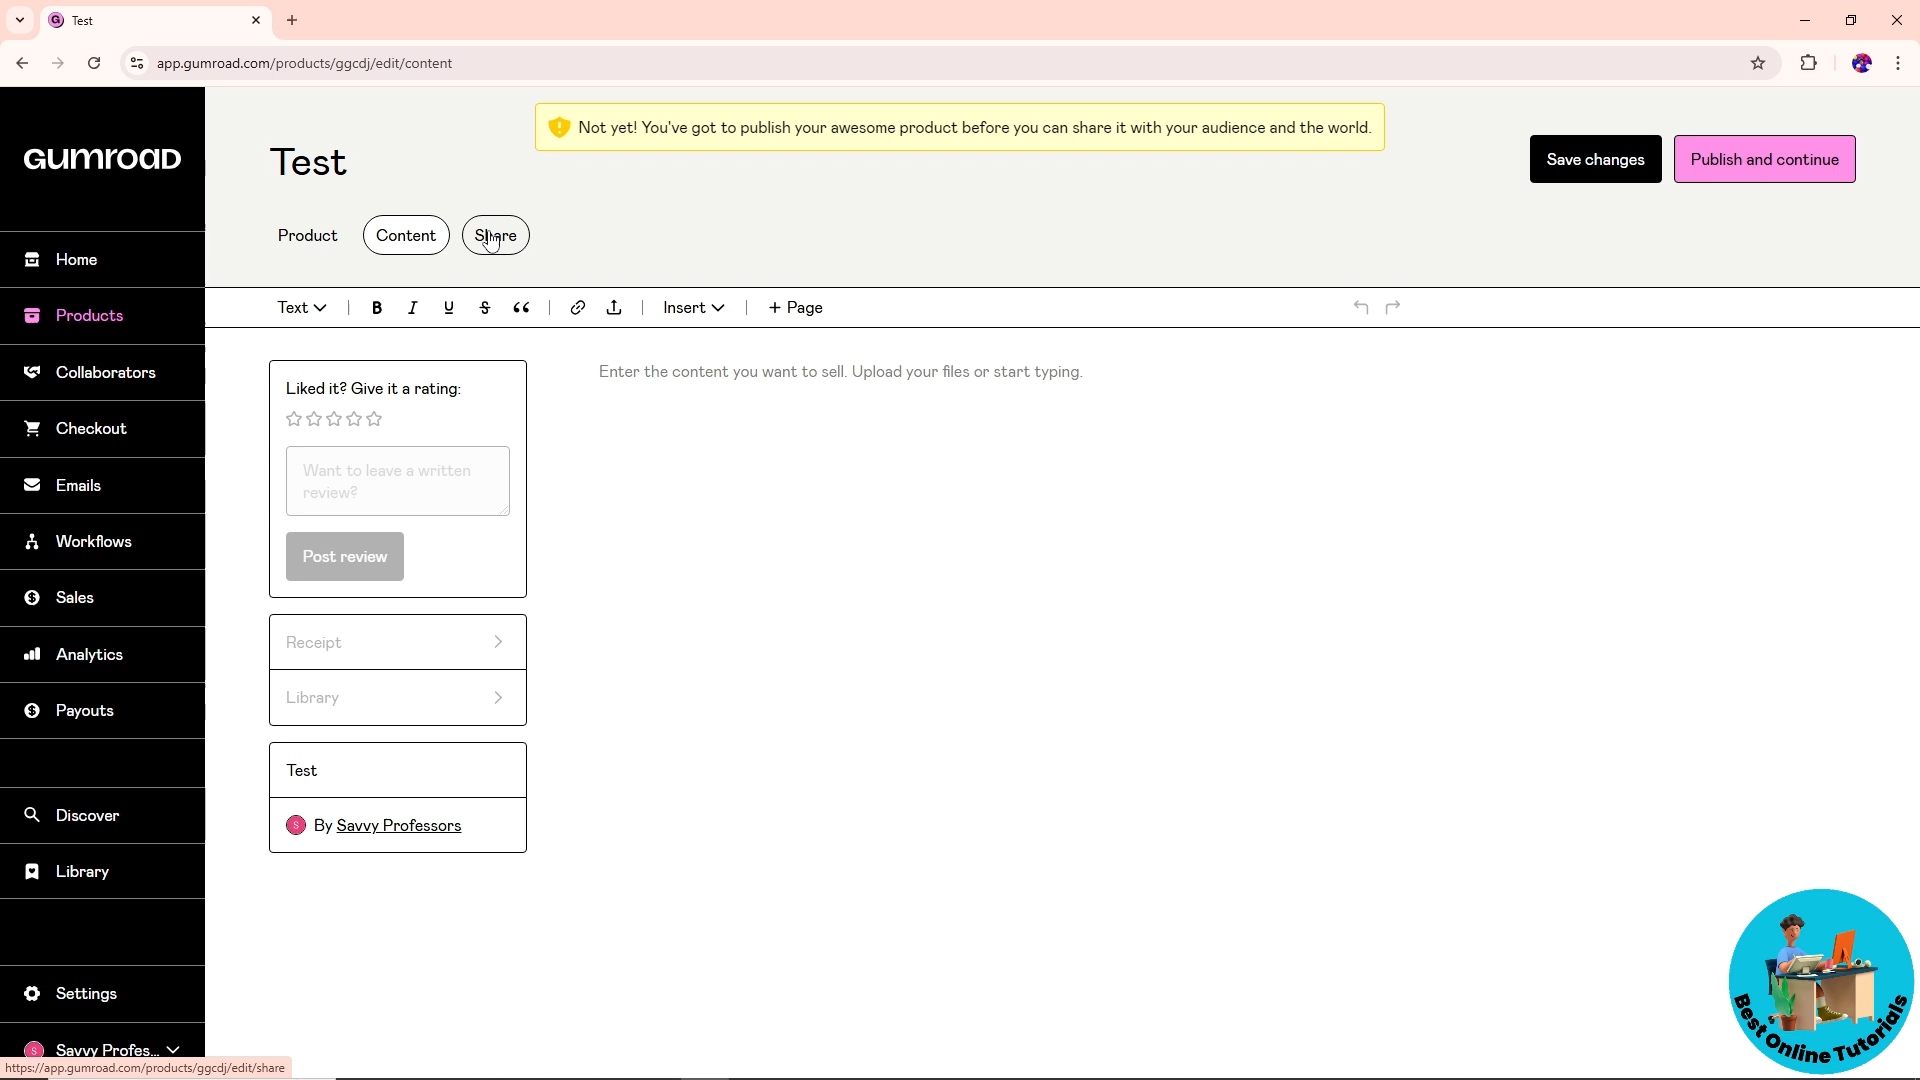 Test
app.gumroad.com/products/ggcdj/edit/content
GUMROAD
Home
Products
Collaborators
Checkout
Emails
Workflows
Sales
Analytics
Payouts
Discover
Library
Settings
Savvy Profes...
Not yet! You've got to publish your awesome product before you can share it with your audience and the world.
Test
Save changes
Publish and continue
Product
Content
Share
Text
B
I
U
S
Insert
+ Page
Liked it? Give it a rating:
Want to leave a written
review?
Post review
Receipt
Library
Test
S
By Savvy Professors
Enter the content you want to sell. Upload your files or start typing.
https://app.gumroad.com/products/ggcdj/edit/share
Best Online Tutorials